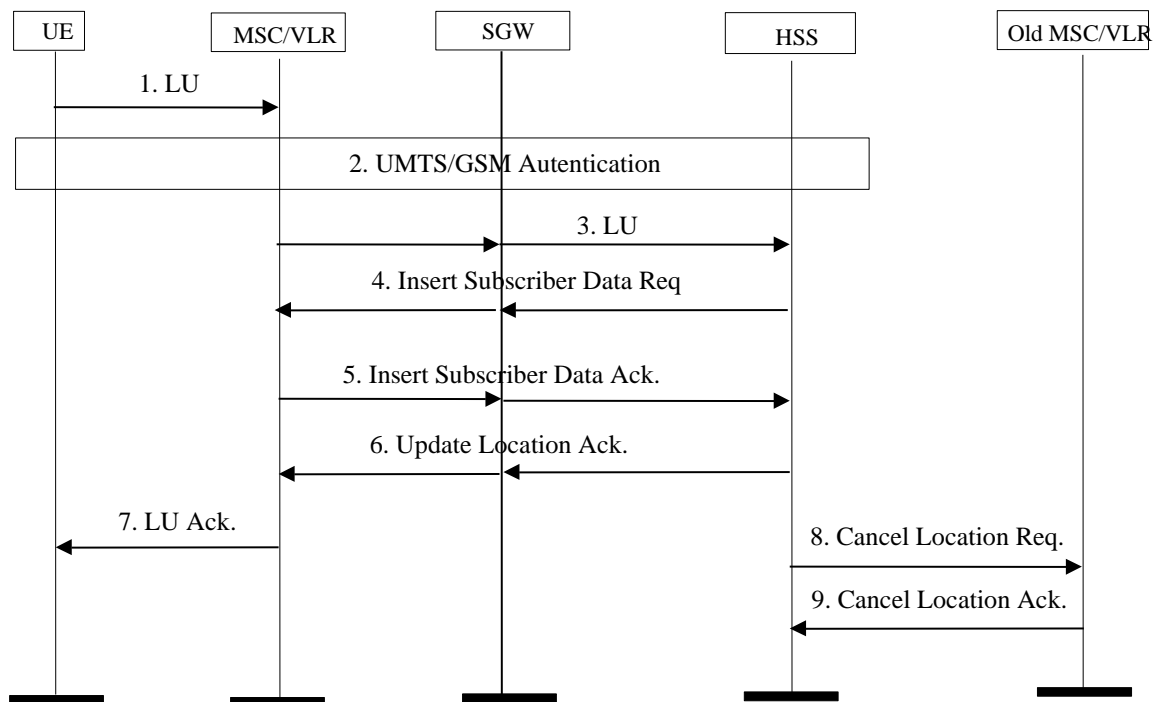 UE
MSC/VLR
SGW
HSS
Old MSC/VLR
1. LU
2. UMTS/GSM Autentication
3. LU
4. Insert Subscriber Data Req
5. Insert Subscriber Data Ack.
6. Update Location Ack.
7. LU Ack.
8. Cancel Location Req.
9. Cancel Location Ack.